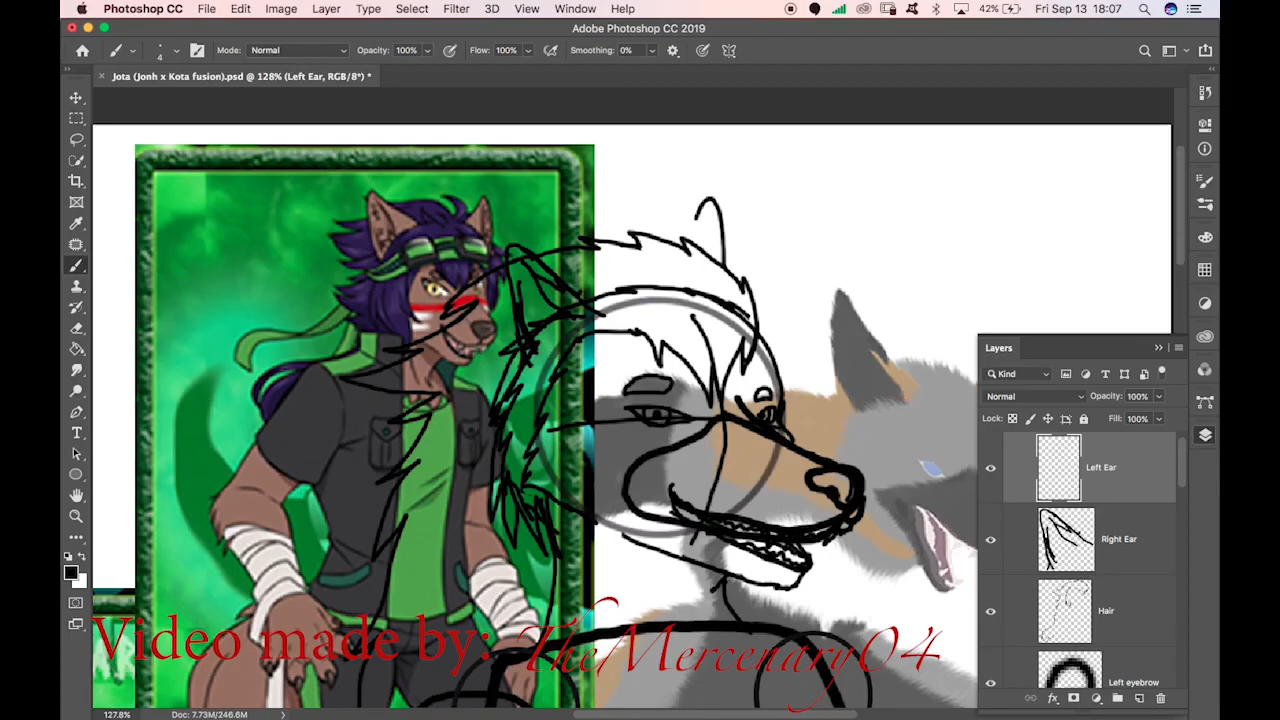 Photoshop CC File Edit Image Layer Type Select Filter 3D View Window Help 42% Fri Sep 13 18:07
Adobe Photoshop CC 2019
4 Mode: Normal Opacity: 100% Flow: 100% Smoothing: 0%
Jota (Jonh x Kota fusion).psd @ 128% (Left Ear, RGB/8*) *
Layers
Kind
Normal Opacity: 100%
Lock: Fill: 100%
Left Ear
Right Ear
Hair
Left eyebrow
Video made by: TheMercenary04
127.8% Doc: 7.73M/246.6M